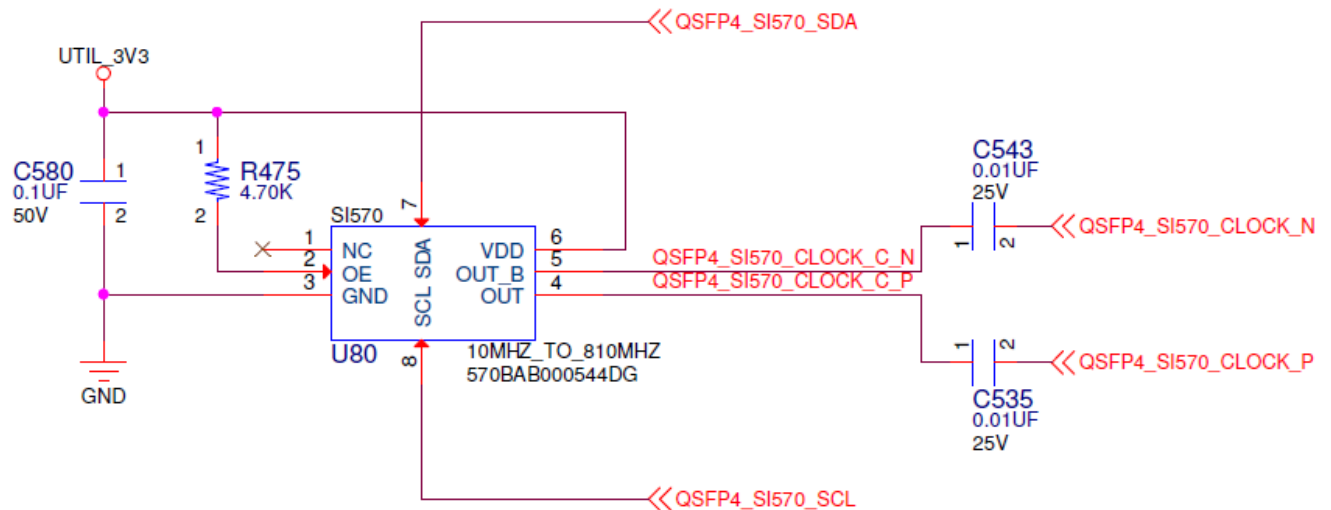 QSFP4_SI570_SDA
UTIL_3V3
C580
0.1UF
50V
1
2
1
2
R475
4.70K
SI570
7
1
2
3
NC
OE
GND
SCL SDA
VDD
OUT_B
OUT
6
5
4
8
U80
10MHZ_TO_810MHZ
570BAB000544DG
GND
QSFP4_SI570_CLOCK_C_N
QSFP4_SI570_CLOCK_C_P
C543
0.01UF
25V
1
2
QSFP4_SI570_CLOCK_N
1
2
QSFP4_SI570_CLOCK_P
C535
0.01UF
25V
QSFP4_SI570_SCL